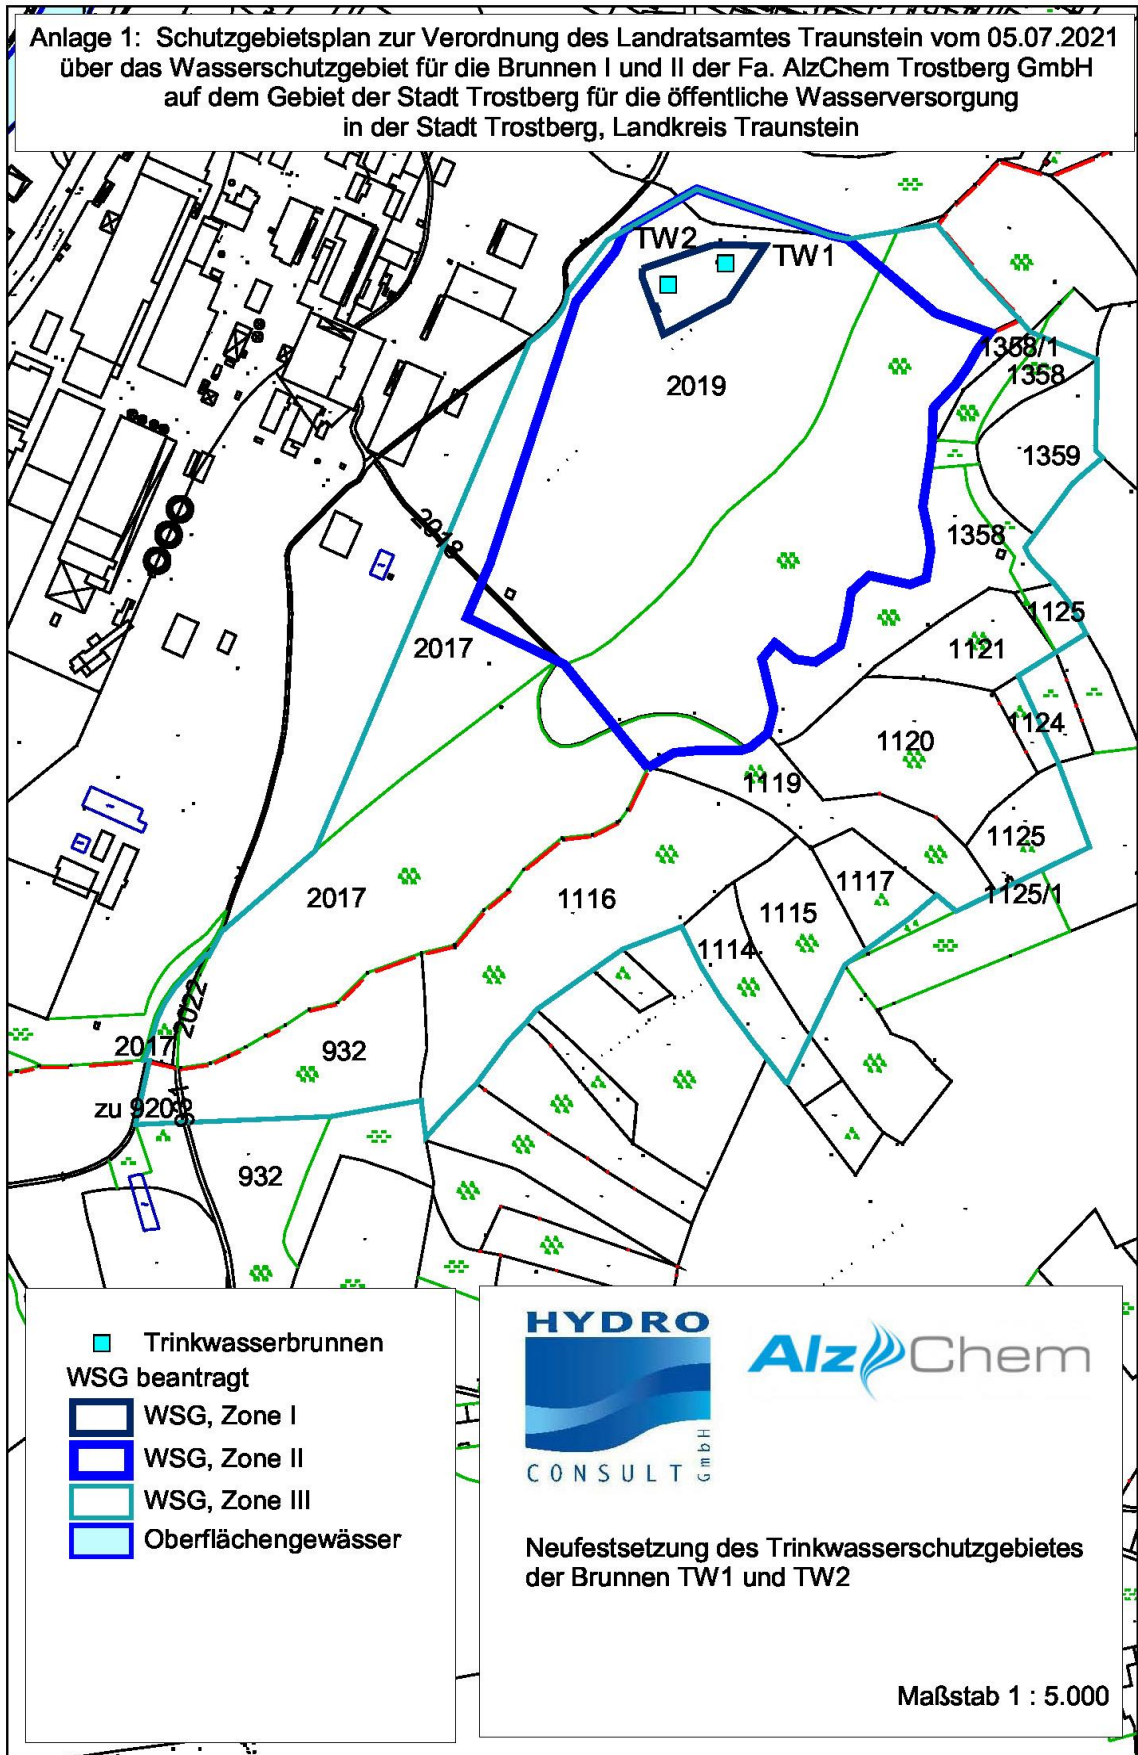 Anlage 1: Schutzgebietsplan zur Verordnung des Landratsamtes Traunstein vom 05.07.2021
über das Wasserschutzgebiet für die Brunnen I und II der Fa. AlzChem Trostberg GmbH
auf dem Gebiet der Stadt Trostberg für die öffentliche Wasserversorgung
in der Stadt Trostberg, Landkreis Traunstein
TW2
TW1
1358/1
1358
2019
1359
2018
1358
1125
2017
1121
1124
1120
1119
1125
1117
2017
1116
1115
1125/1
1114
2022
2017
932
zu 920
931
932
Trinkwasserbrunnen
WSG beantragt
WSG, Zone I
WSG, Zone II
WSG, Zone III
Oberflächengewässer
HYDRO
CONSULT
GmbH
AlzChem
Neufestsetzung des Trinkwasserschutzgebietes
der Brunnen TW1 und TW2
Maßstab 1 : 5.000